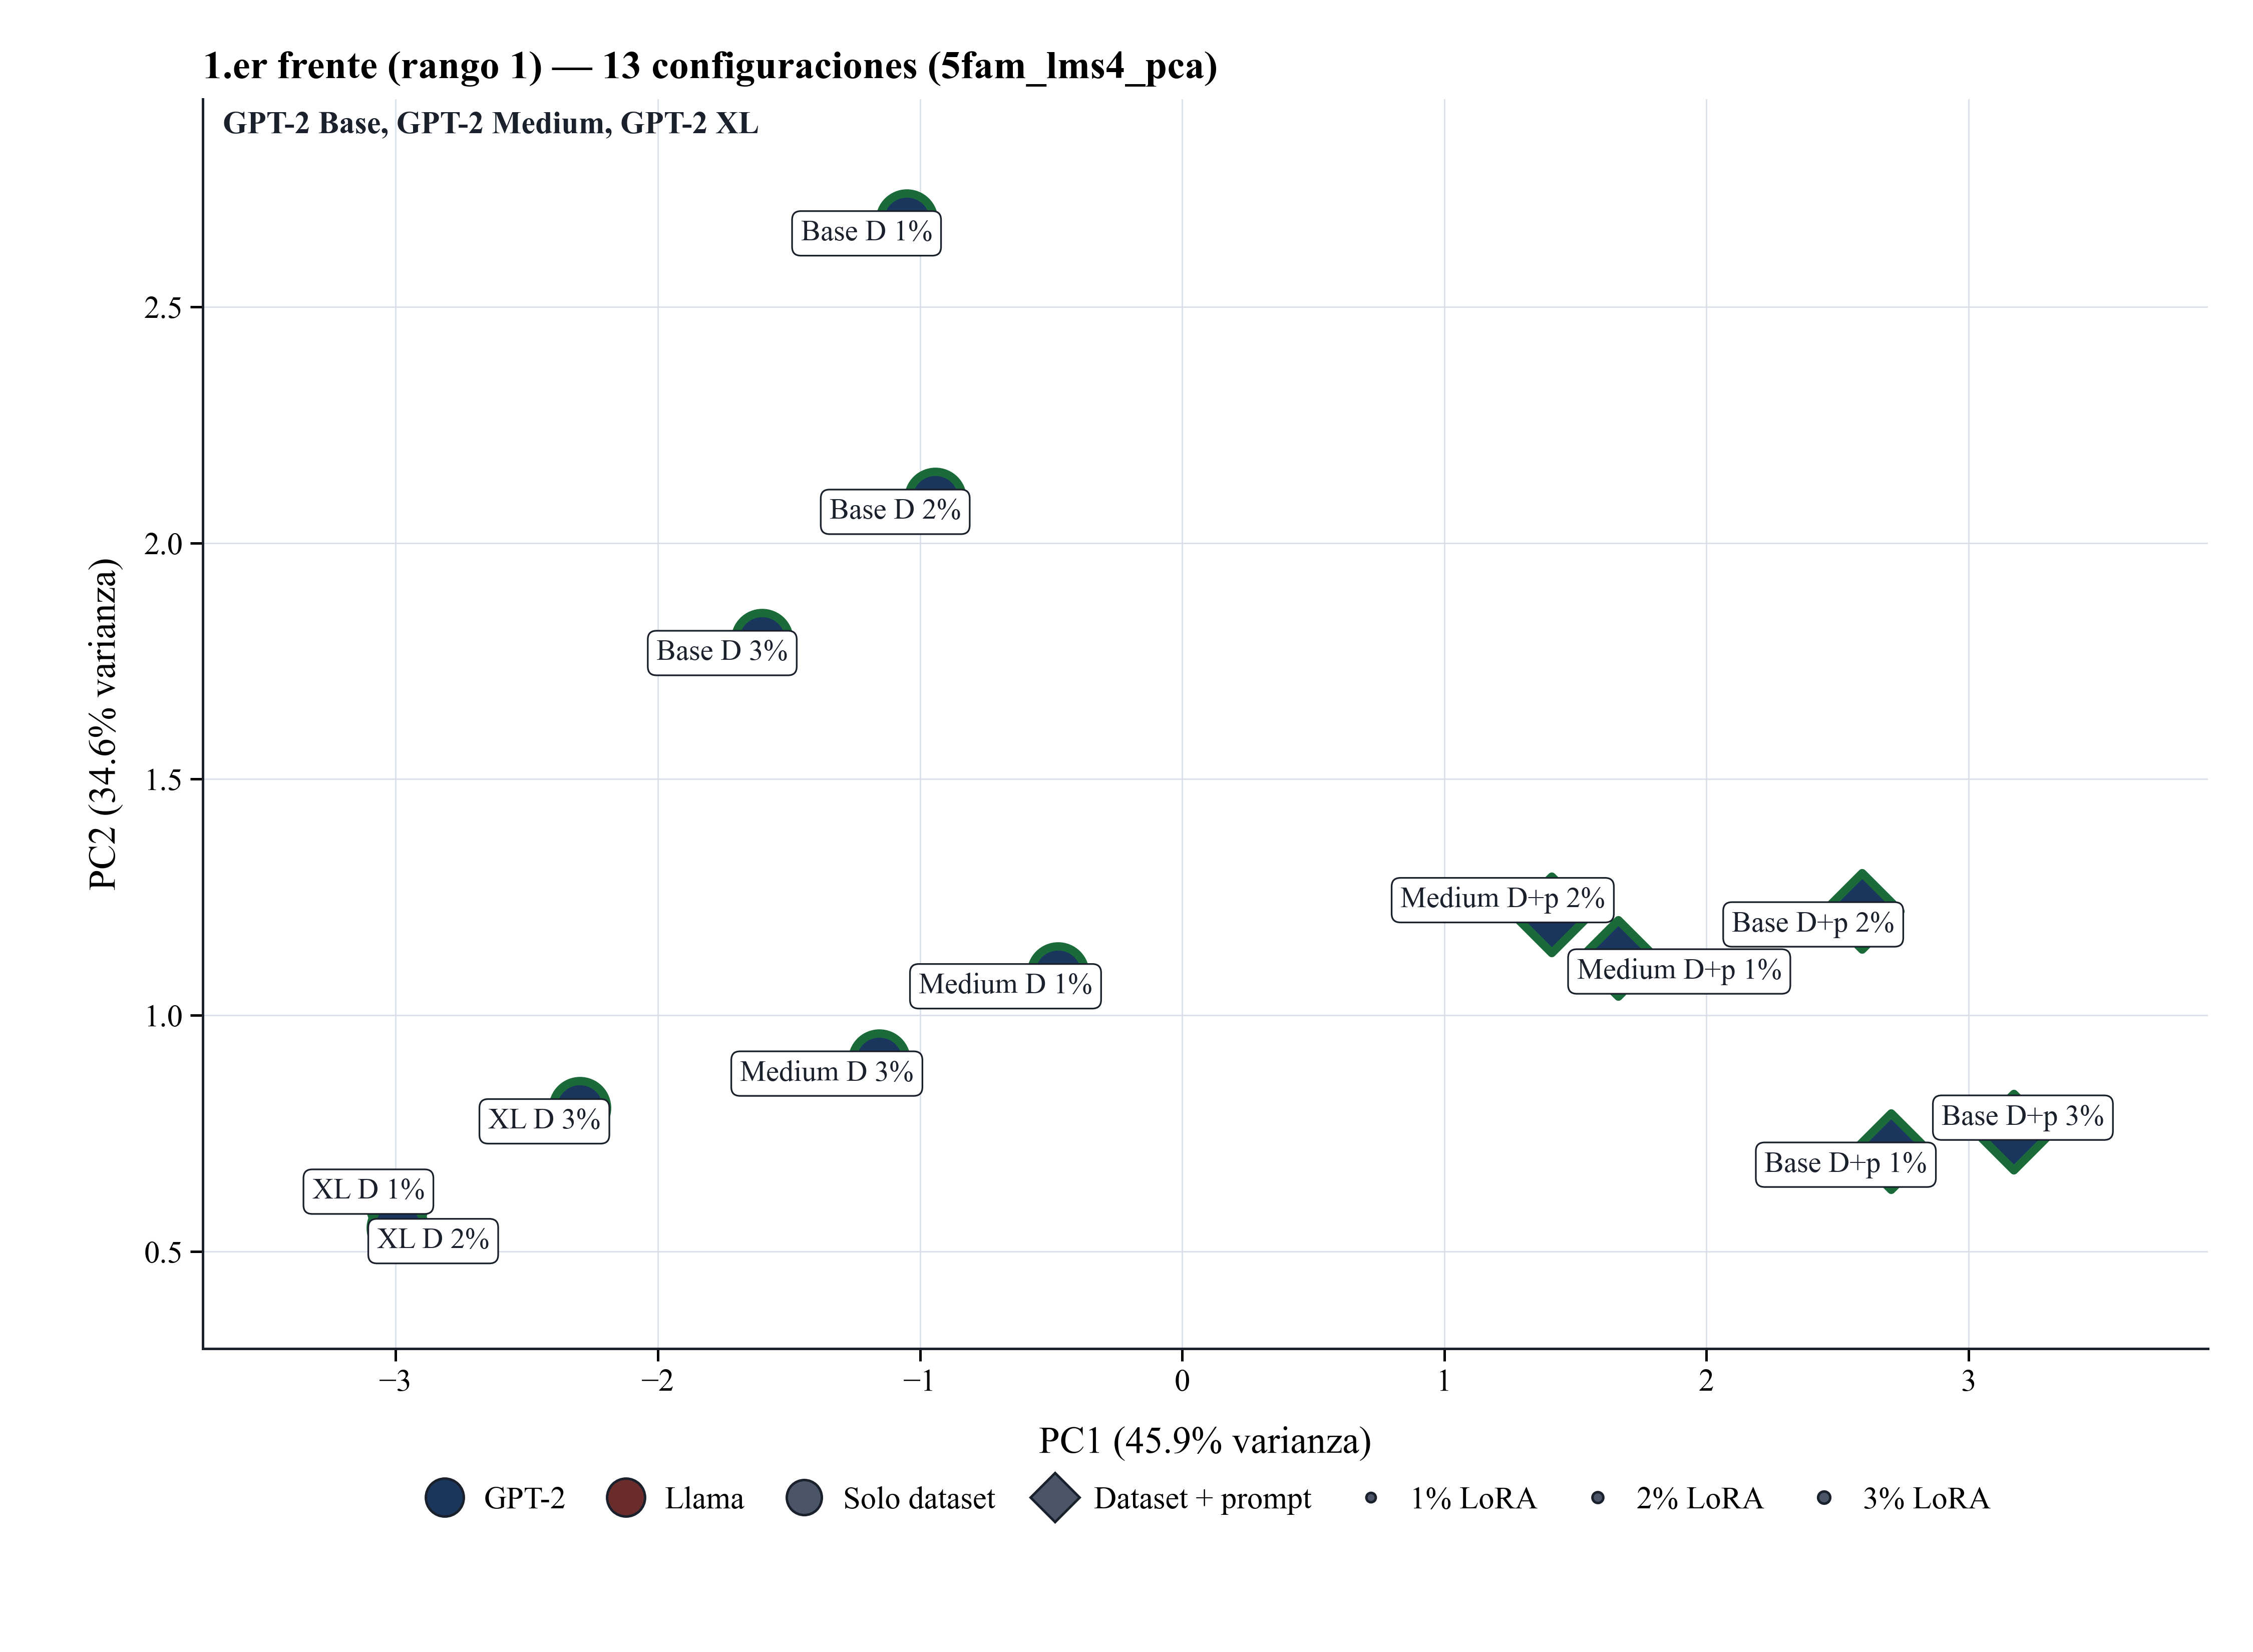 1.er frente (rango 1) — 13 configuraciones (5fam_lms4_pca)
GPT-2 Base, GPT-2 Medium, GPT-2 XL
Base D 1%
2.5
Base D 2%
2.0
Base D 3%
PC2 (34.6% varianza)
1.5
Medium D+p 2%
Base D+p 2%
Medium D+p 1%
Medium D 1%
1.0
Medium D 3%
XL D 3%
Base D+p 3%
Base D+p 1%
XL D 1%
XL D 2%
0.5
−3 −2 −1 0 1 2 3
PC1 (45.9% varianza)
GPT-2 Llama Solo dataset Dataset + prompt 1% LoRA 2% LoRA 3% LoRA